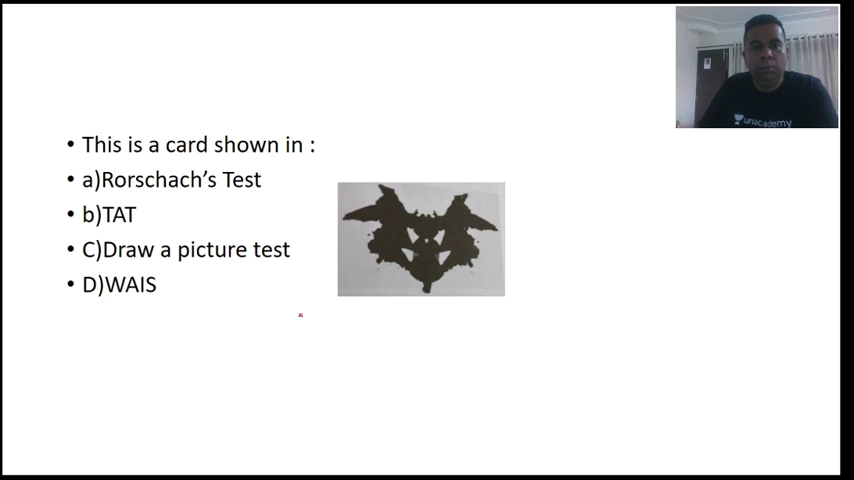 • This is a card shown in :
• a)Rorschach’s Test
• b)TAT
• C)Draw a picture test
• D)WAIS
unacademy